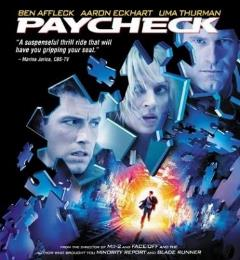 BEN AFFLECK AARON ECKHART UMA THURMAN
PAYCHECK
"A suspenseful thrill ride that will
have you gripping your seat."
– Marina Jurica, CBS-TV
FROM THE DIRECTOR OF M:I-2 AND FACE/OFF AND THE
AUTHOR WHO BROUGHT YOU MINORITY REPORT AND BLADE RUNNER